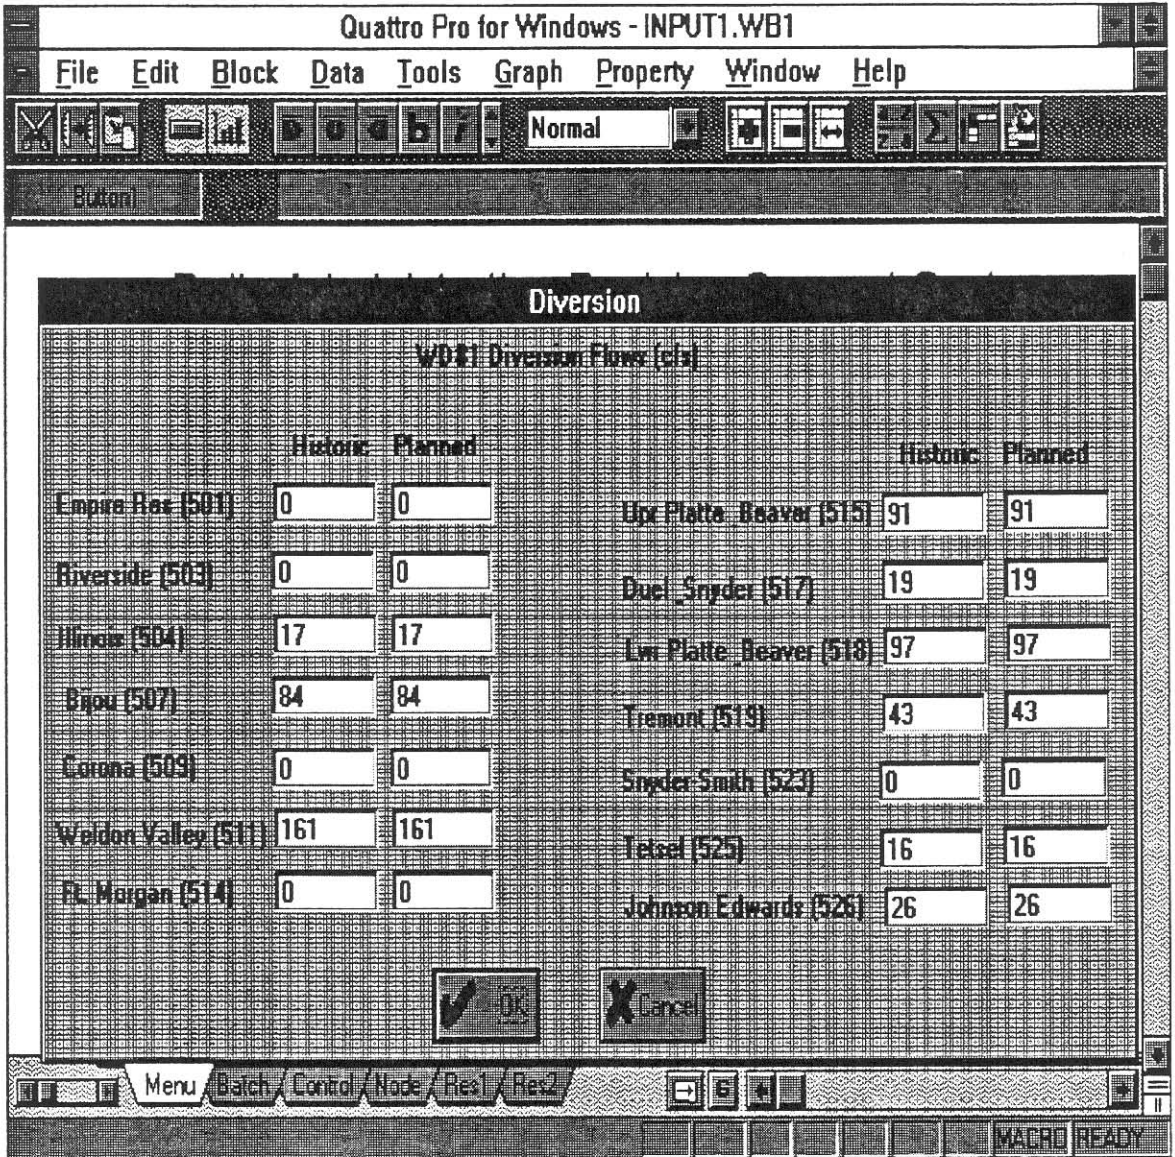 Quattro Pro for Windows - INPUT1.WB1
File Edit Block Data Tools Graph Property Window Help
Normal
Button1
Diversion
WD#1 Diversion Flows (cfs)
Historic Planned
Empire Res (501) 0 0
Riverside (503) 0 0
Illinois (504) 17 17
Bijou (507) 84 84
Corona (509) 0 0
Weldon Valley (511) 161 161
Ft. Morgan (514) 0 0
Historic Planned
Upr Platte_Beaver (515) 91 91
Duel_Snyder (517) 19 19
Lwr Platte_Beaver (518) 97 97
Tremont (519) 43 43
Snyder Smith (523) 0 0
Tetsel (525) 16 16
Johnson Edwards (526) 26 26
OK Cancel
Menu Batch Control Node Res1 Res2
MACRO READY